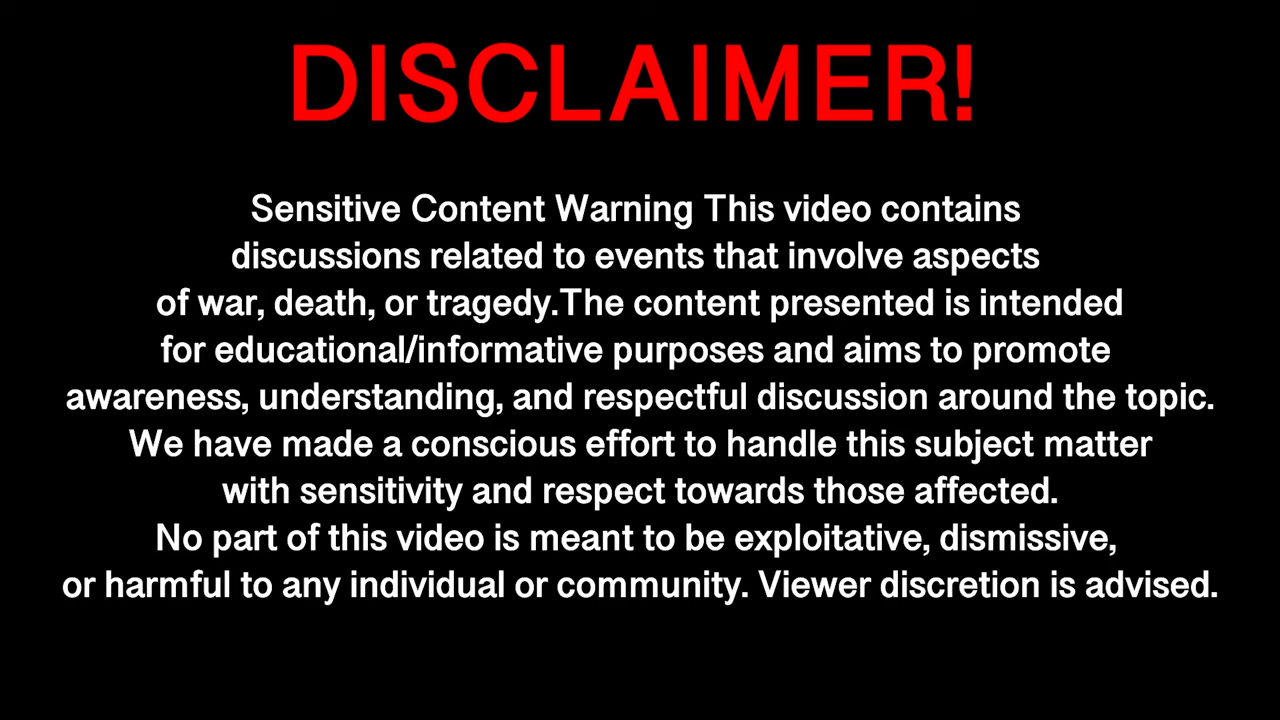 DISCLAIMER!
Sensitive Content Warning This video contains
discussions related to events that involve aspects
of war, death, or tragedy.The content presented is intended
for educational/informative purposes and aims to promote
awareness, understanding, and respectful discussion around the topic.
We have made a conscious effort to handle this subject matter
with sensitivity and respect towards those affected.
No part of this video is meant to be exploitative, dismissive,
or harmful to any individual or community. Viewer discretion is advised.